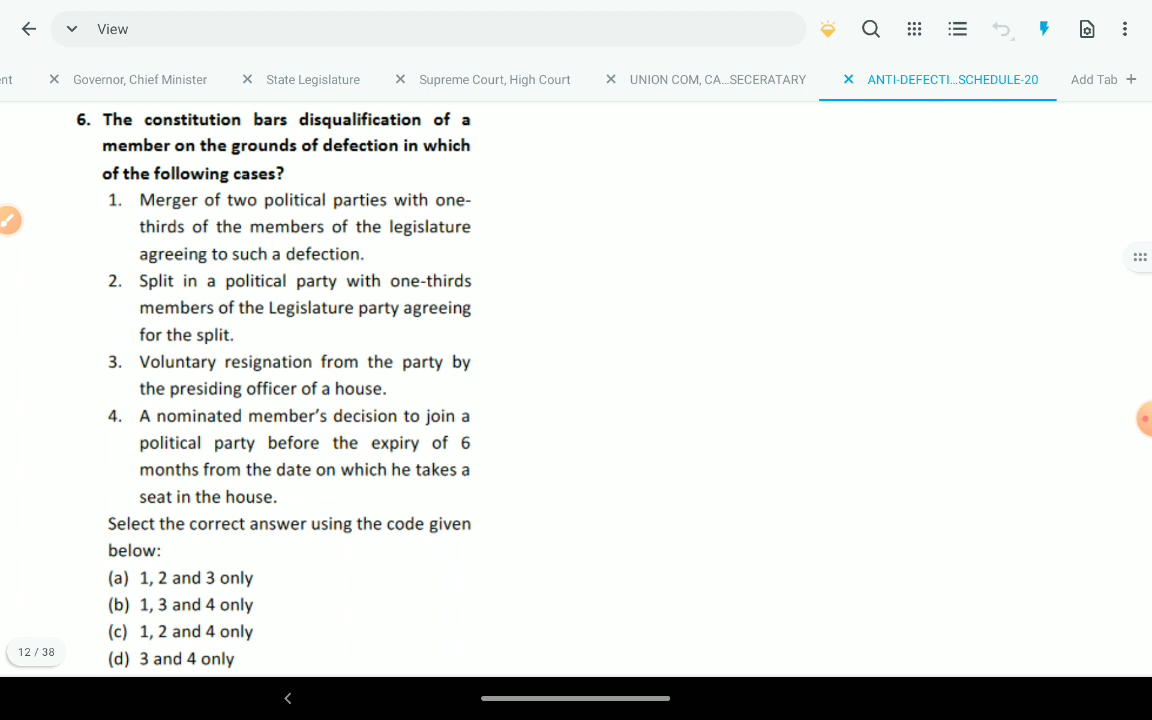 View
nt
Governor, Chief Minister
State Legislature
Supreme Court, High Court
UNION COM, CA...SECERATARY
ANTI-DEFECTI...SCHEDULE-20
Add Tab +
6. The constitution bars disqualification of a
member on the grounds of defection in which
of the following cases?
1. Merger of two political parties with one-
thirds of the members of the legislature
agreeing to such a defection.
2. Split in a political party with one-thirds
members of the Legislature party agreeing
for the split.
3. Voluntary resignation from the party by
the presiding officer of a house.
4. A nominated member's decision to join a
political party before the expiry of 6
months from the date on which he takes a
seat in the house.
Select the correct answer using the code given
below:
(a) 1, 2 and 3 only
(b) 1, 3 and 4 only
(c) 1, 2 and 4 only
(d) 3 and 4 only
12 / 38